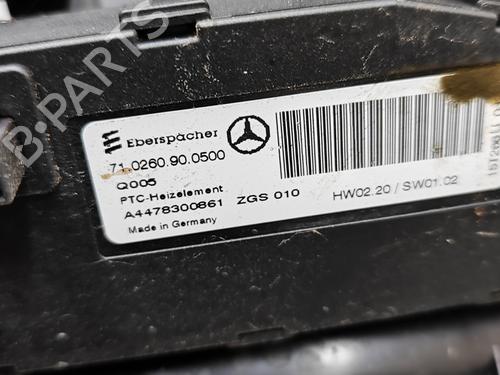 Eberspächer
71.0260.90.0500
Q005
PTC-Heizelement
A4478300861 ZGS 010
Made in Germany
HW02.20 / SW01.02
B-PARTS